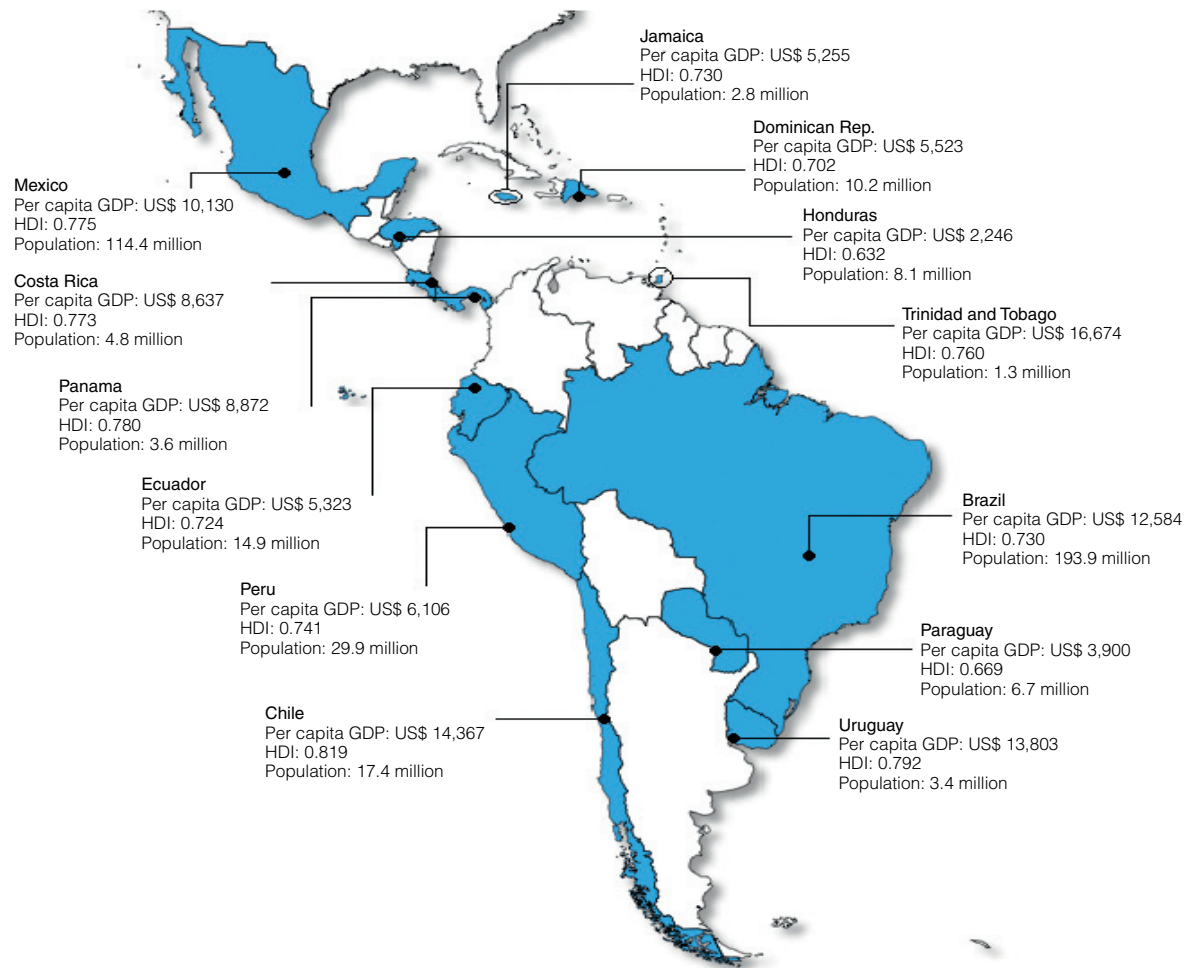 Jamaica
Per capita GDP: US$ 5,255
HDI: 0.730
Population: 2.8 million
Dominican Rep.
Per capita GDP: US$ 5,523
HDI: 0.702
Population: 10.2 million
Mexico
Per capita GDP: US$ 10,130
HDI: 0.775
Population: 114.4 million
Honduras
Per capita GDP: US$ 2,246
HDI: 0.632
Population: 8.1 million
Costa Rica
Per capita GDP: US$ 8,637
HDI: 0.773
Population: 4.8 million
Trinidad and Tobago
Per capita GDP: US$ 16,674
HDI: 0.760
Population: 1.3 million
Panama
Per capita GDP: US$ 8,872
HDI: 0.780
Population: 3.6 million
Ecuador
Per capita GDP: US$ 5,323
HDI: 0.724
Population: 14.9 million
Brazil
Per capita GDP: US$ 12,584
HDI: 0.730
Population: 193.9 million
Peru
Per capita GDP: US$ 6,106
HDI: 0.741
Population: 29.9 million
Paraguay
Per capita GDP: US$ 3,900
HDI: 0.669
Population: 6.7 million
Chile
Per capita GDP: US$ 14,367
HDI: 0.819
Population: 17.4 million
Uruguay
Per capita GDP: US$ 13,803
HDI: 0.792
Population: 3.4 million